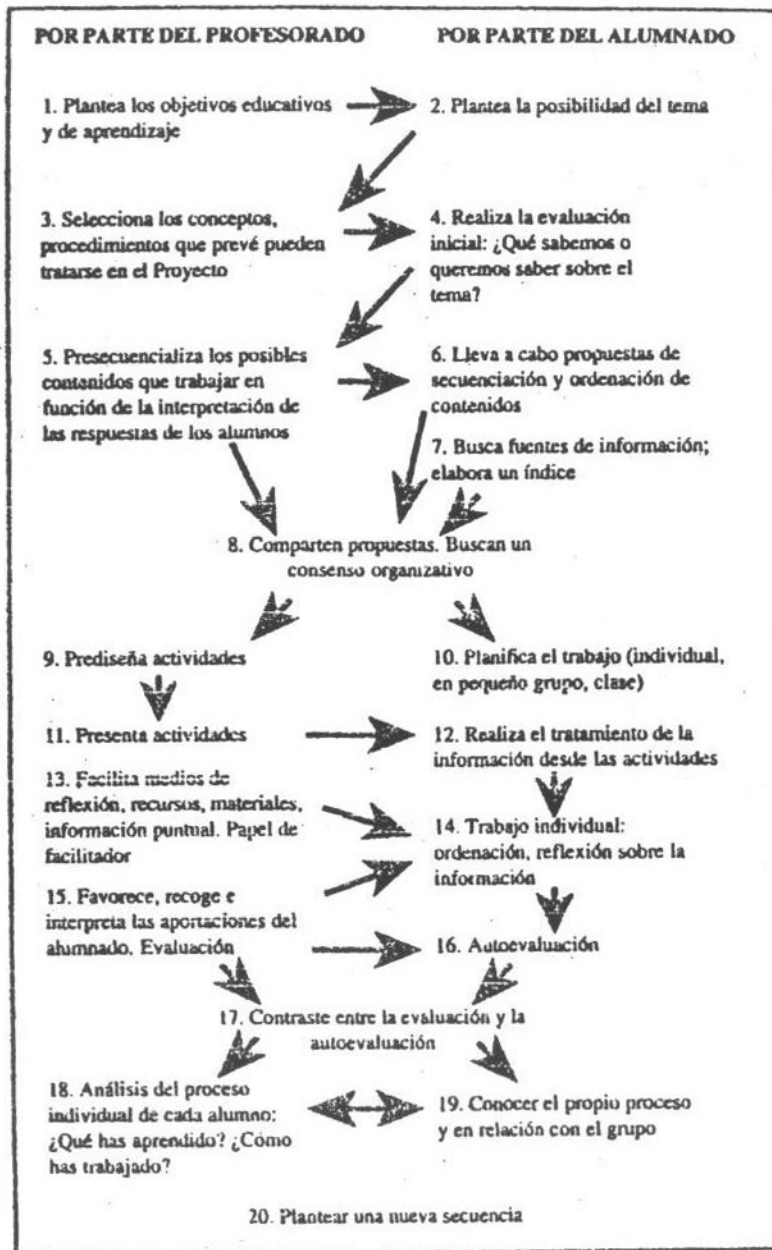 POR PARTE DEL PROFESORADO
POR PARTE DEL ALUMNADO
1. Plantea los objetivos educativos
y de aprendizaje
2. Plantea la posibilidad del tema
3. Selecciona los conceptos,
procedimientos que prevé pueden
tratarse en el Proyecto
4. Realiza la evaluación
inicial: ¿Qué sabemos o
queremos saber sobre el
tema?
5. Presecuencializa los posibles
contenidos que trabajar en
función de la interpretación de
las respuestas de los alumnos
6. Lleva a cabo propuestas de
secuenciación y ordenación de
contenidos
7. Busca fuentes de información;
elabora un índice
8. Comparten propuestas. Buscan un
consenso organizativo
9. Prediseña actividades
10. Planifica el trabajo (individual,
en pequeño grupo, clase)
11. Presenta actividades
12. Realiza el tratamiento de la
información desde las actividades
13. Facilita medios de
reflexión, recursos, materiales,
información puntual. Papel de
facilitador
14. Trabajo individual:
ordenación, reflexión sobre la
información
15. Favorece, recoge e
interpreta las aportaciones del
alumnado. Evaluación
16. Autoevaluación
17. Contraste entre la evaluación y la
autoevaluación
18. Análisis del proceso
individual de cada alumno:
¿Qué has aprendido? ¿Cómo
has trabajado?
19. Conocer el propio proceso
y en relación con el grupo
20. Plantear una nueva secuencia